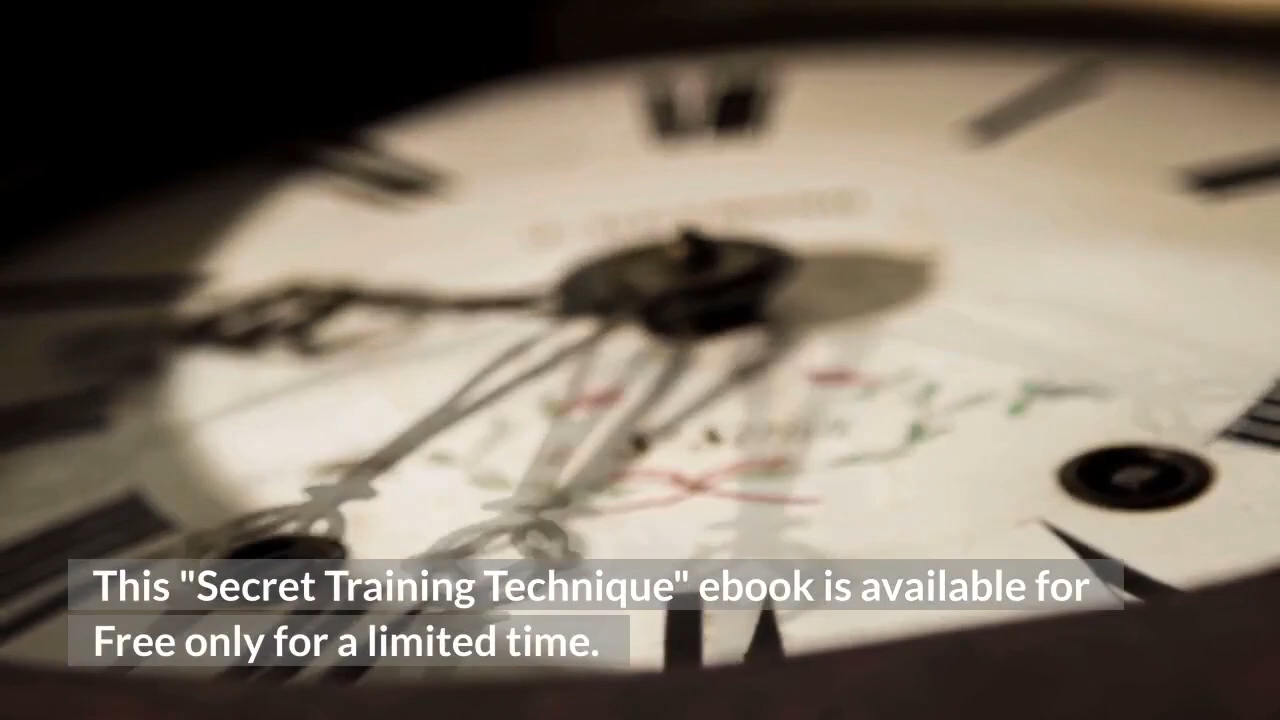 This "Secret Training Technique" ebook is available for
Free only for a limited time.